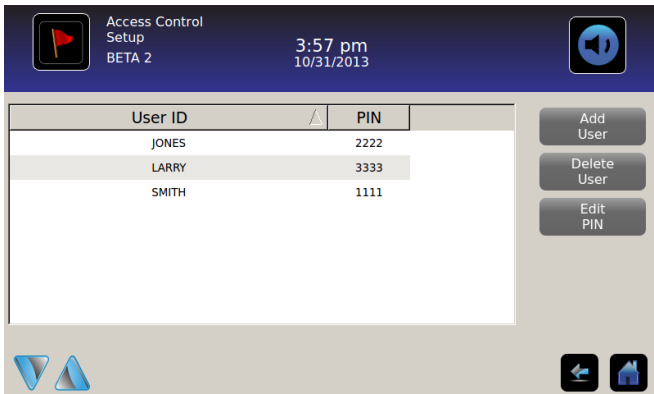 Access Control
Setup
BETA 2
3:57 pm
10/31/2013
User ID PIN
JONES 2222
LARRY 3333
SMITH 1111
Add
User
Delete
User
Edit
PIN